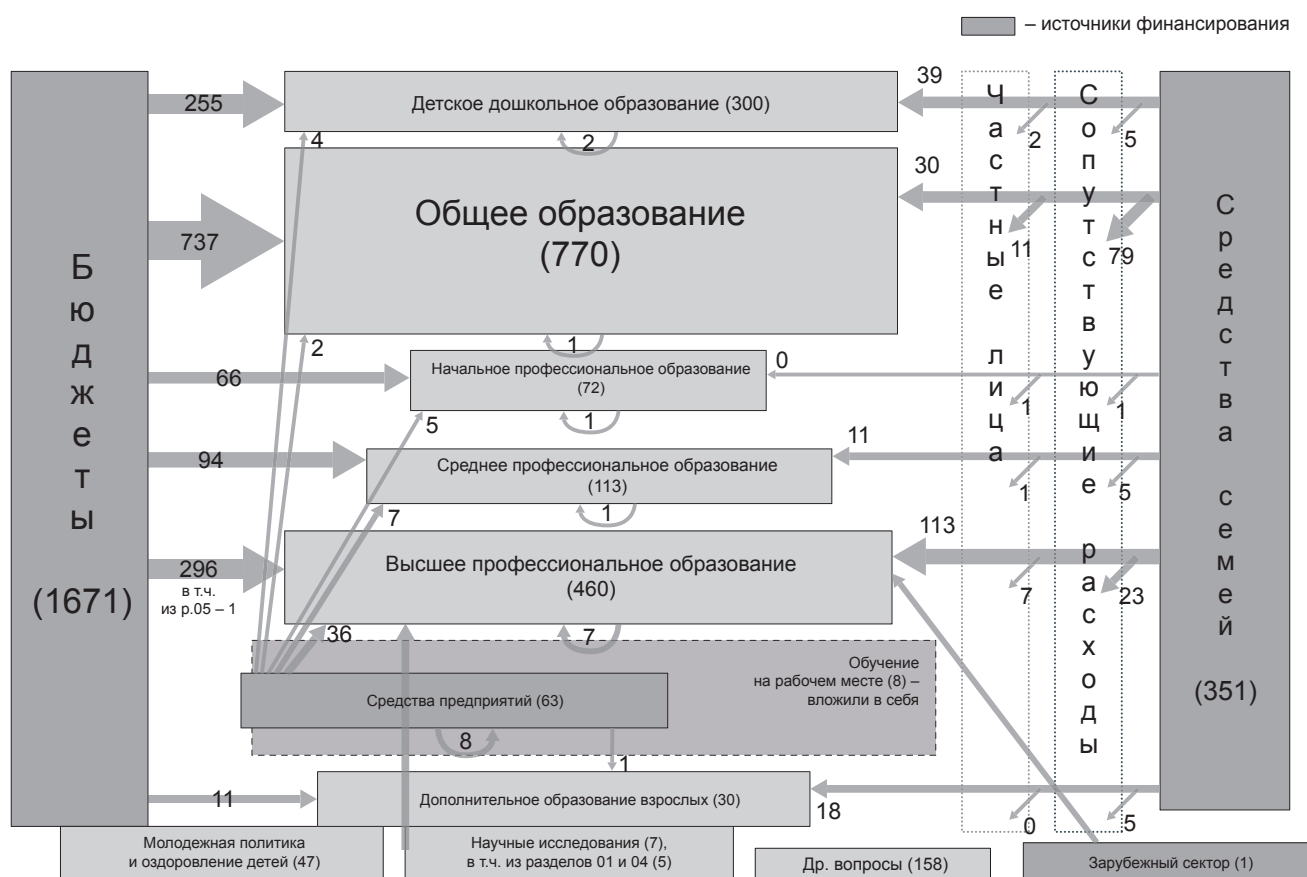 – источники финансирования
Бюджеты
(1671)
255
Детское дошкольное образование (300)
39
4
2
2
5
737
Общее образование
(770)
30
11
79
2
1
66
Начальное профессиональное образование
(72)
0
1
1
5
1
94
Среднее профессиональное образование
(113)
11
1
5
7
1
296
в т.ч.
из р.05 – 1
Высшее профессиональное образование
(460)
113
7
23
36
7
Обучение
на рабочем месте (8) –
вложили в себя
Средства предприятий (63)
8
1
11
Дополнительное образование взрослых (30)
18
0
5
Частные лица
Сопутствующие расходы
Средства семей
(351)
Молодежная политика
и оздоровление детей (47)
Научные исследования (7),
в т.ч. из разделов 01 и 04 (5)
Др. вопросы (158)
Зарубежный сектор (1)